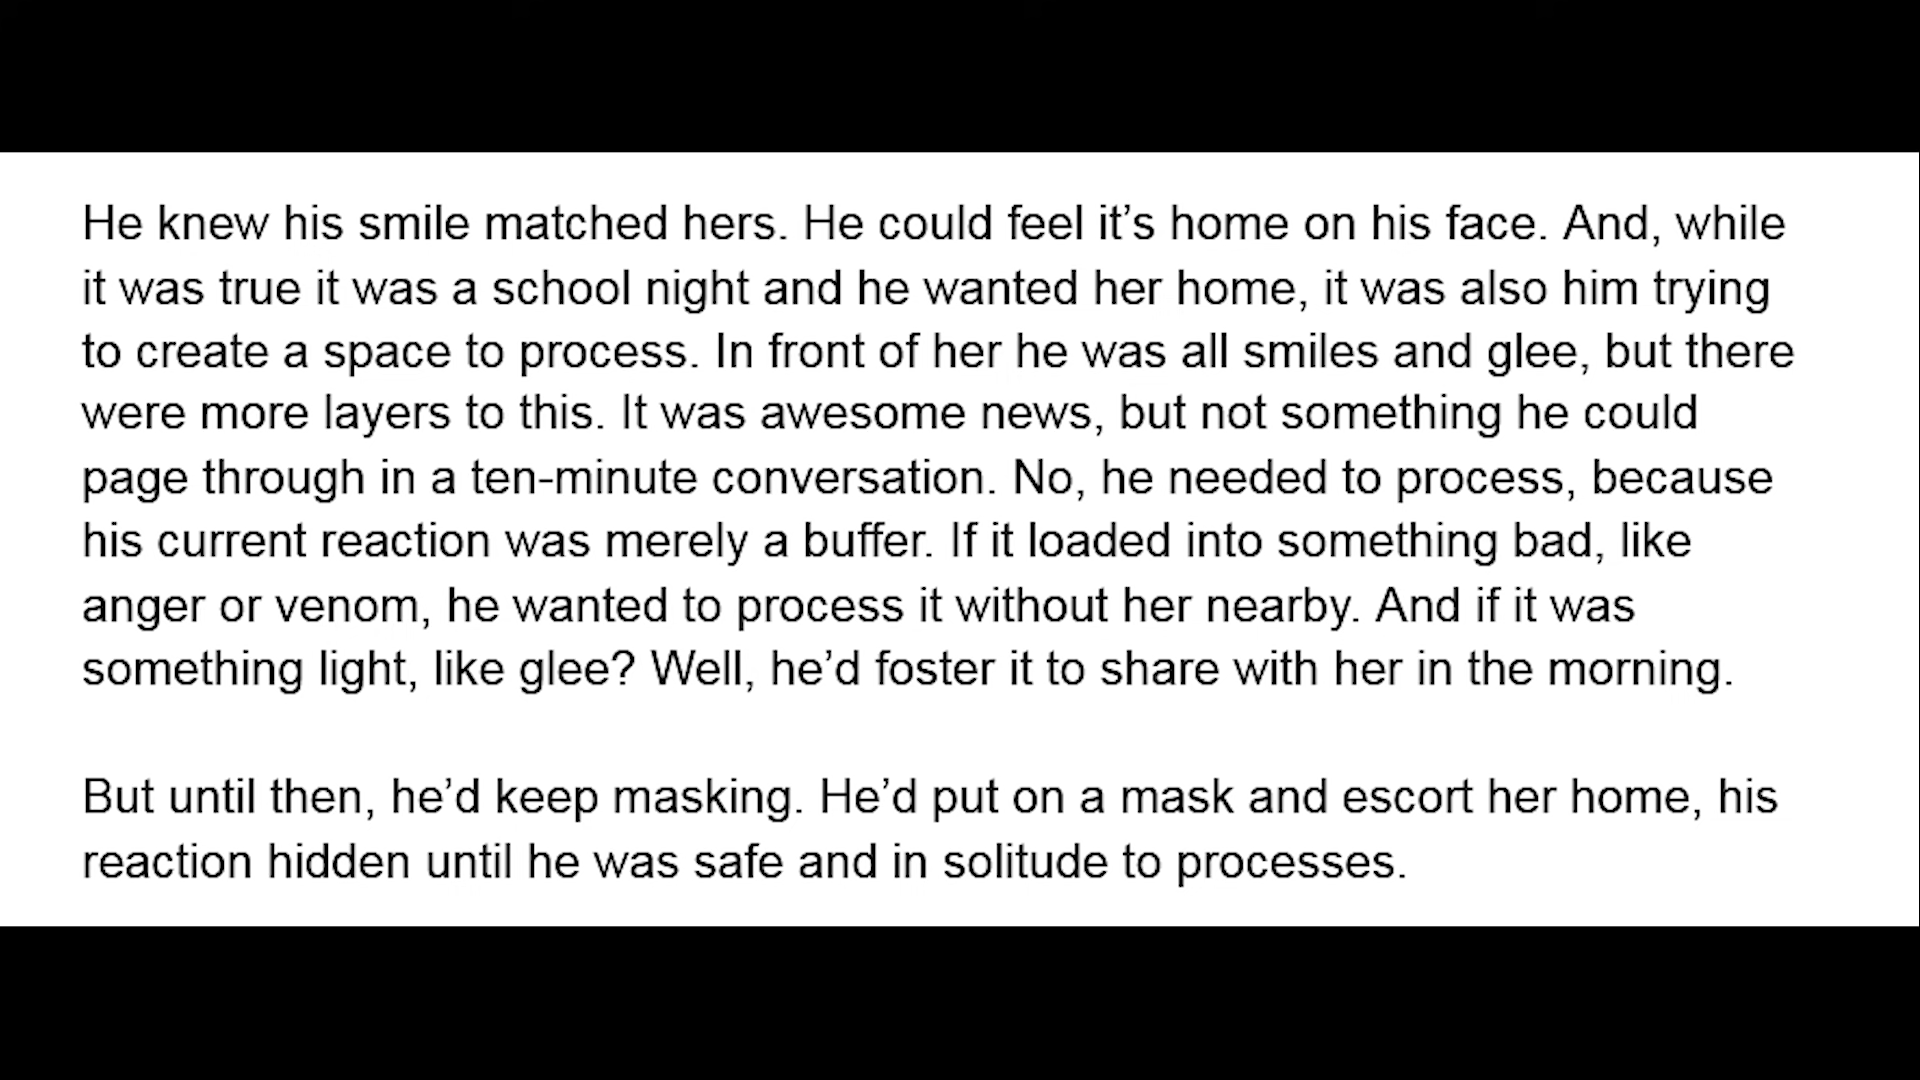 He knew his smile matched hers. He could feel it’s home on his face. And, while
it was true it was a school night and he wanted her home, it was also him trying
to create a space to process. In front of her he was all smiles and glee, but there
were more layers to this. It was awesome news, but not something he could
page through in a ten-minute conversation. No, he needed to process, because
his current reaction was merely a buffer. If it loaded into something bad, like
anger or venom, he wanted to process it without her nearby. And if it was
something light, like glee? Well, he’d foster it to share with her in the morning.
But until then, he’d keep masking. He’d put on a mask and escort her home, his
reaction hidden until he was safe and in solitude to processes.